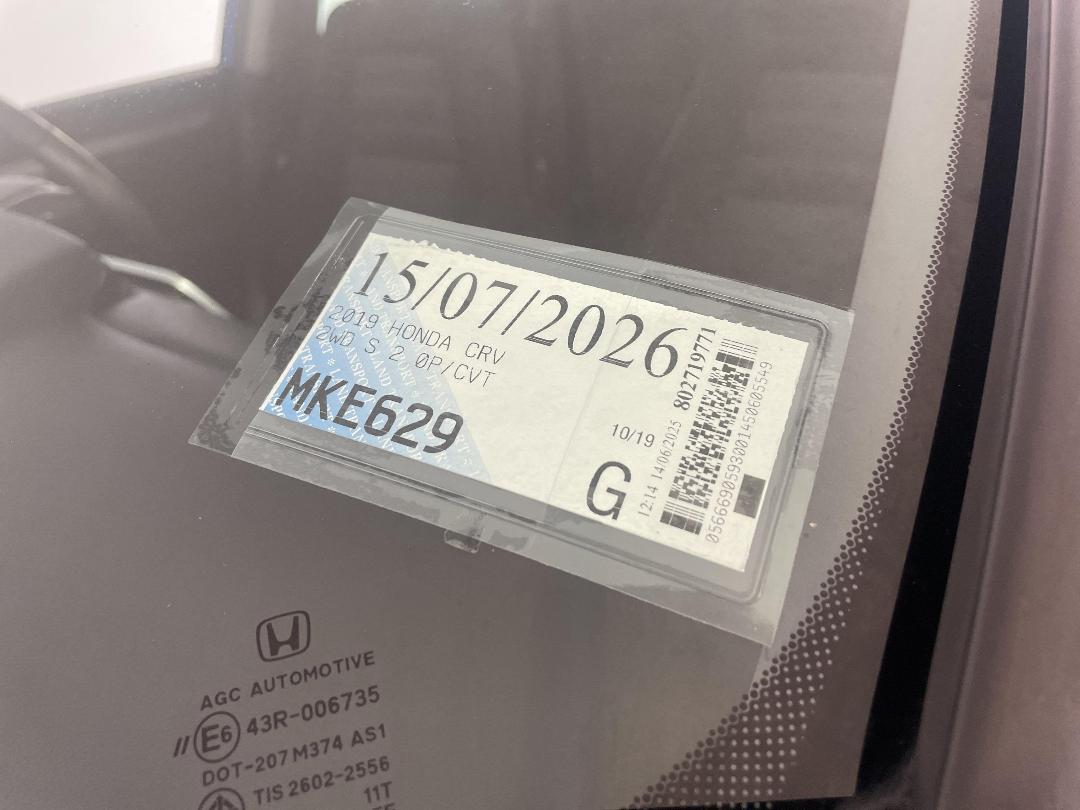 15/07/2026
2019 HONDA CRV
2WD S 2.0P/CVT
MKE629
10/19
G
12:14 14/06/2025
802719771
0566690593001450605549
AGC AUTOMOTIVE
E6 43R-006735
DOT-207 M374 AS1
TIS 2602-2556
11T